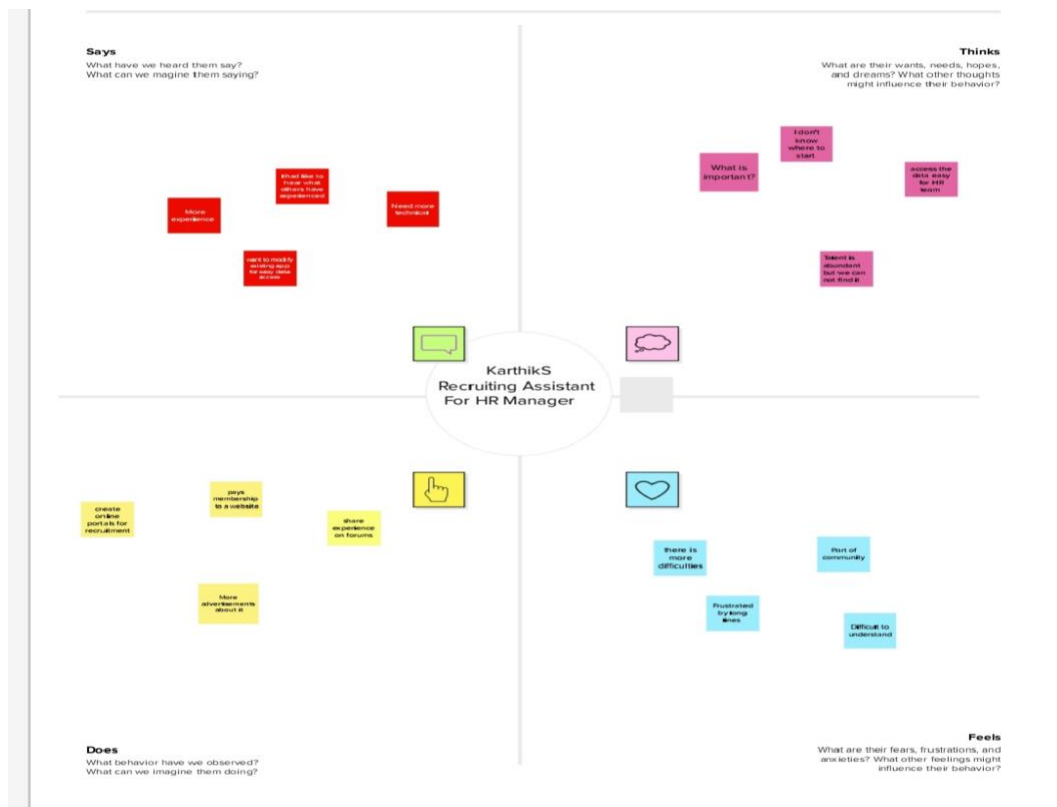 Says
What have we heard them say?
What can we magine them saying?
Thinks
What are their wants, needs, hopes,
and dreams? What other thoughts
might influence their behavior?
More
experience
hear what
others have
experienced
Need more
technical
want to modify
existing app
for easy data
access
What is
important?
I don't
know
where to
start
access the
data easy
for HR
team
Talent is
abundant
but we can
not find it
KarthikS
Recruiting Assistant
For HR Manager
create
online
portals for
recruitment
pays
membership
to a website
share
experience
on forums
More
advertisements
about it
there is
more
difficulties
Part of
community
Frustrated
by long
lines
Difficult to
understand
Does
What behavior have we observed?
What can we imagine them doing?
Feels
What are their fears, frustrations, and
anxieties? What other feelings might
influence their behavior?